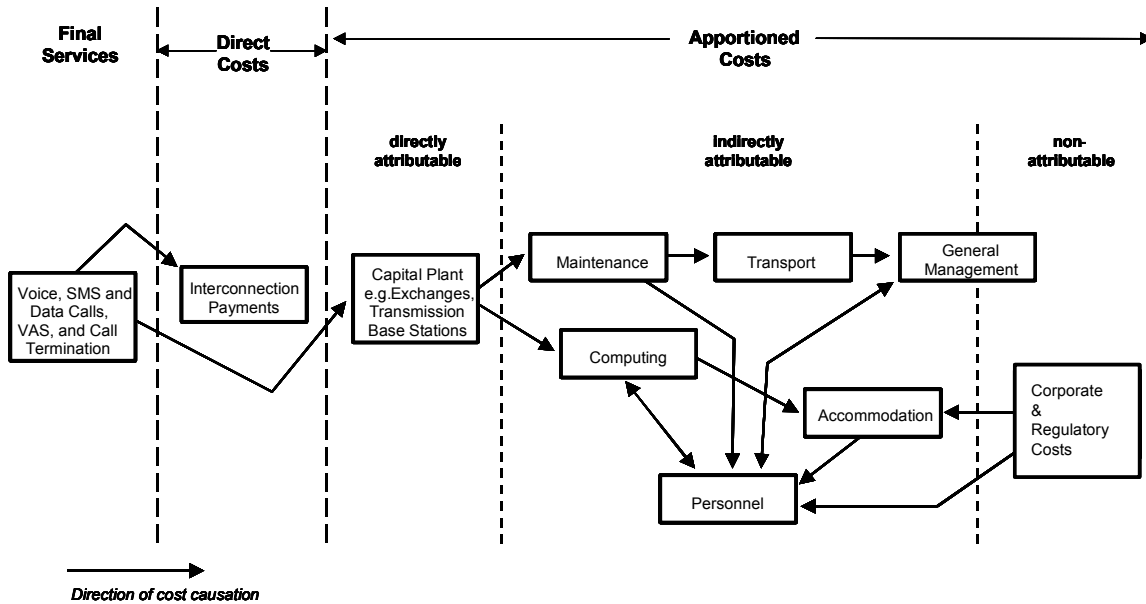 Final
Services
Direct
Costs
Apportioned
Costs
directly
attributable
indirectly
attributable
non-
attributable
Voice, SMS and
Data Calls,
VAS, and Call
Termination
Interconnection
Payments
Capital Plant
e.g.Exchanges,
Transmission
Base Stations
Maintenance
Transport
General
Management
Computing
Accommodation
Personnel
Corporate
&
Regulatory
Costs
Direction of cost causation